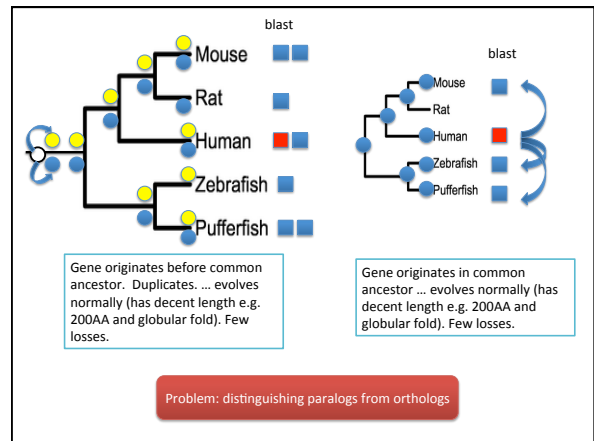 blast
Mouse
Rat
Human
Zebrafish
Pufferfish
Gene originates before common
ancestor. Duplicates. … evolves
normally (has decent length e.g.
200AA and globular fold). Few
losses.
blast
Mouse
Rat
Human
Zebrafish
Pufferfish
Gene originates in common
ancestor … evolves normally (has
decent length e.g. 200AA and
globular fold). Few losses.
Problem: distinguishing paralogs from orthologs